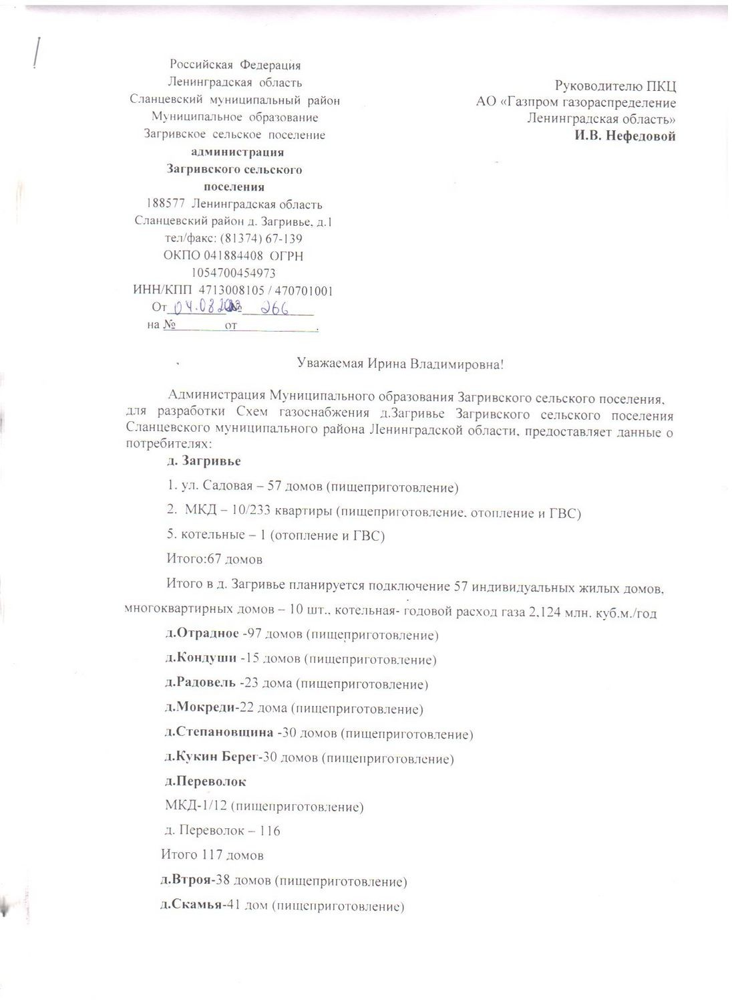 Российская Федерация
Ленинградская область
Сланцевский муниципальный район
Муниципальное образование
Загривское сельское поселение
администрация
Загривского сельского
поселения
188577 Ленинградская область
Сланцевский район д. Загривье, д.1
тел/факс: (81374) 67-139
ОКПО 041884408 ОГРН
1054700454973
ИНН/КПП 4713008105 / 470701001
От 04.08 № 266
на № от .
Руководителю ПКЦ
АО «Газпром газораспределение
Ленинградская область»
И.В. Нефедовой
Уважаемая Ирина Владимировна!
Администрация Муниципального образования Загривского сельского поселения,
для разработки Схем газоснабжения д.Загривье Загривского сельского поселения
Сланцевского муниципального района Ленинградской области, предоставляет данные о
потребителях:
д. Загривье
1. ул. Садовая – 57 домов (пищеприготовление)
2. МКД – 10/233 квартиры (пищеприготовление, отопление и ГВС)
5. котельные – 1 (отопление и ГВС)
Итого:67 домов
Итого в д. Загривье планируется подключение 57 индивидуальных жилых домов,
многоквартирных домов – 10 шт., котельная- годовой расход газа 2,124 млн. куб.м./год
д.Отрадное -97 домов (пищеприготовление)
д.Кондуши -15 домов (пищеприготовление)
д.Радовель -23 дома (пищеприготовление)
д.Мокреди-22 дома (пищеприготовление)
д.Степановщина -30 домов (пищеприготовление)
д.Кукин Берег-30 домов (пищеприготовление)
д.Переволок
МКД-1/12 (пищеприготовление)
д. Переволок – 116
Итого 117 домов
д.Втроя-38 домов (пищеприготовление)
д.Скамья-41 дом (пищеприготовление)